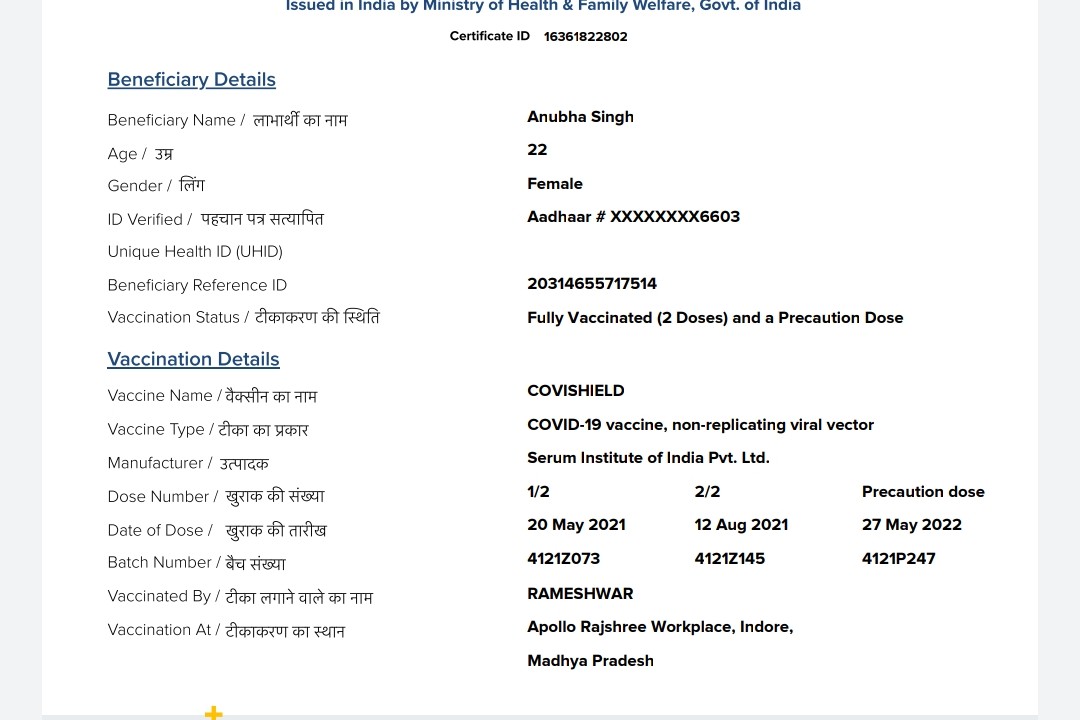 Issued in India by Ministry of Health & Family Welfare, Govt. of India
Certificate ID 16361822802
Beneficiary Details
Beneficiary Name / लाभार्थी का नाम Anubha Singh
Age / उम्र 22
Gender / लिंग Female
ID Verified / पहचान पत्र सत्यापित Aadhaar # XXXXXXXX6603
Unique Health ID (UHID)
Beneficiary Reference ID 20314655717514
Vaccination Status / टीकाकरण की स्थिति Fully Vaccinated (2 Doses) and a Precaution Dose
Vaccination Details
Vaccine Name / वैक्सीन का नाम COVISHIELD
Vaccine Type / टीका का प्रकार COVID-19 vaccine, non-replicating viral vector
Manufacturer / उत्पादक Serum Institute of India Pvt. Ltd.
Dose Number / खुराक की संख्या 1/2 2/2 Precaution dose
Date of Dose / खुराक की तारीख 20 May 2021 12 Aug 2021 27 May 2022
Batch Number / बैच संख्या 4121Z073 4121Z145 4121P247
Vaccinated By / टीका लगाने वाले का नाम RAMESHWAR
Vaccination At / टीकाकरण का स्थान Apollo Rajshree Workplace, Indore,
Madhya Pradesh